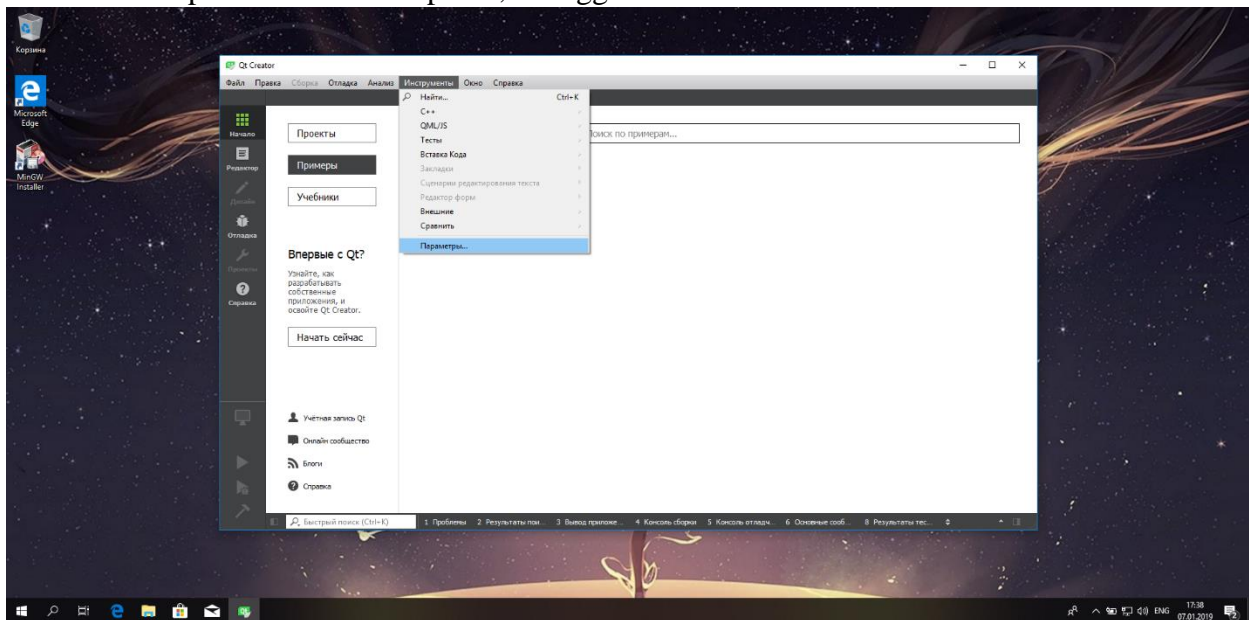 Корзина
Microsoft Edge
MinGW Installer
Qt Creator
Файл Правка Сборка Отладка Анализ Инструменты Окно Справка
Найти... Ctrl+K
C++
QML/JS
Тесты
Вставка Кода
Закладки
Сценарии редактирования текста
Редактор форм
Внешние
Сравнить
Параметры...
Начало
Редактор
Дизайн
Отладка
Проекты
Справка
Проекты
Примеры
Учебники
Поиск по примерам...
Впервые с Qt?
Узнайте, как
разрабатывать
собственные
приложения, и
освойте Qt Creator.
Начать сейчас
Учётная запись Qt
Онлайн сообщество
Блоги
Справка
Быстрый поиск (Ctrl+K)
1 Проблемы 2 Результаты пои... 3 Вывод приложе... 4 Консоль сборки 5 Консоль отладч... 6 Основные сооб... 8 Результаты тес...
ENG
17:38
07.01.2019